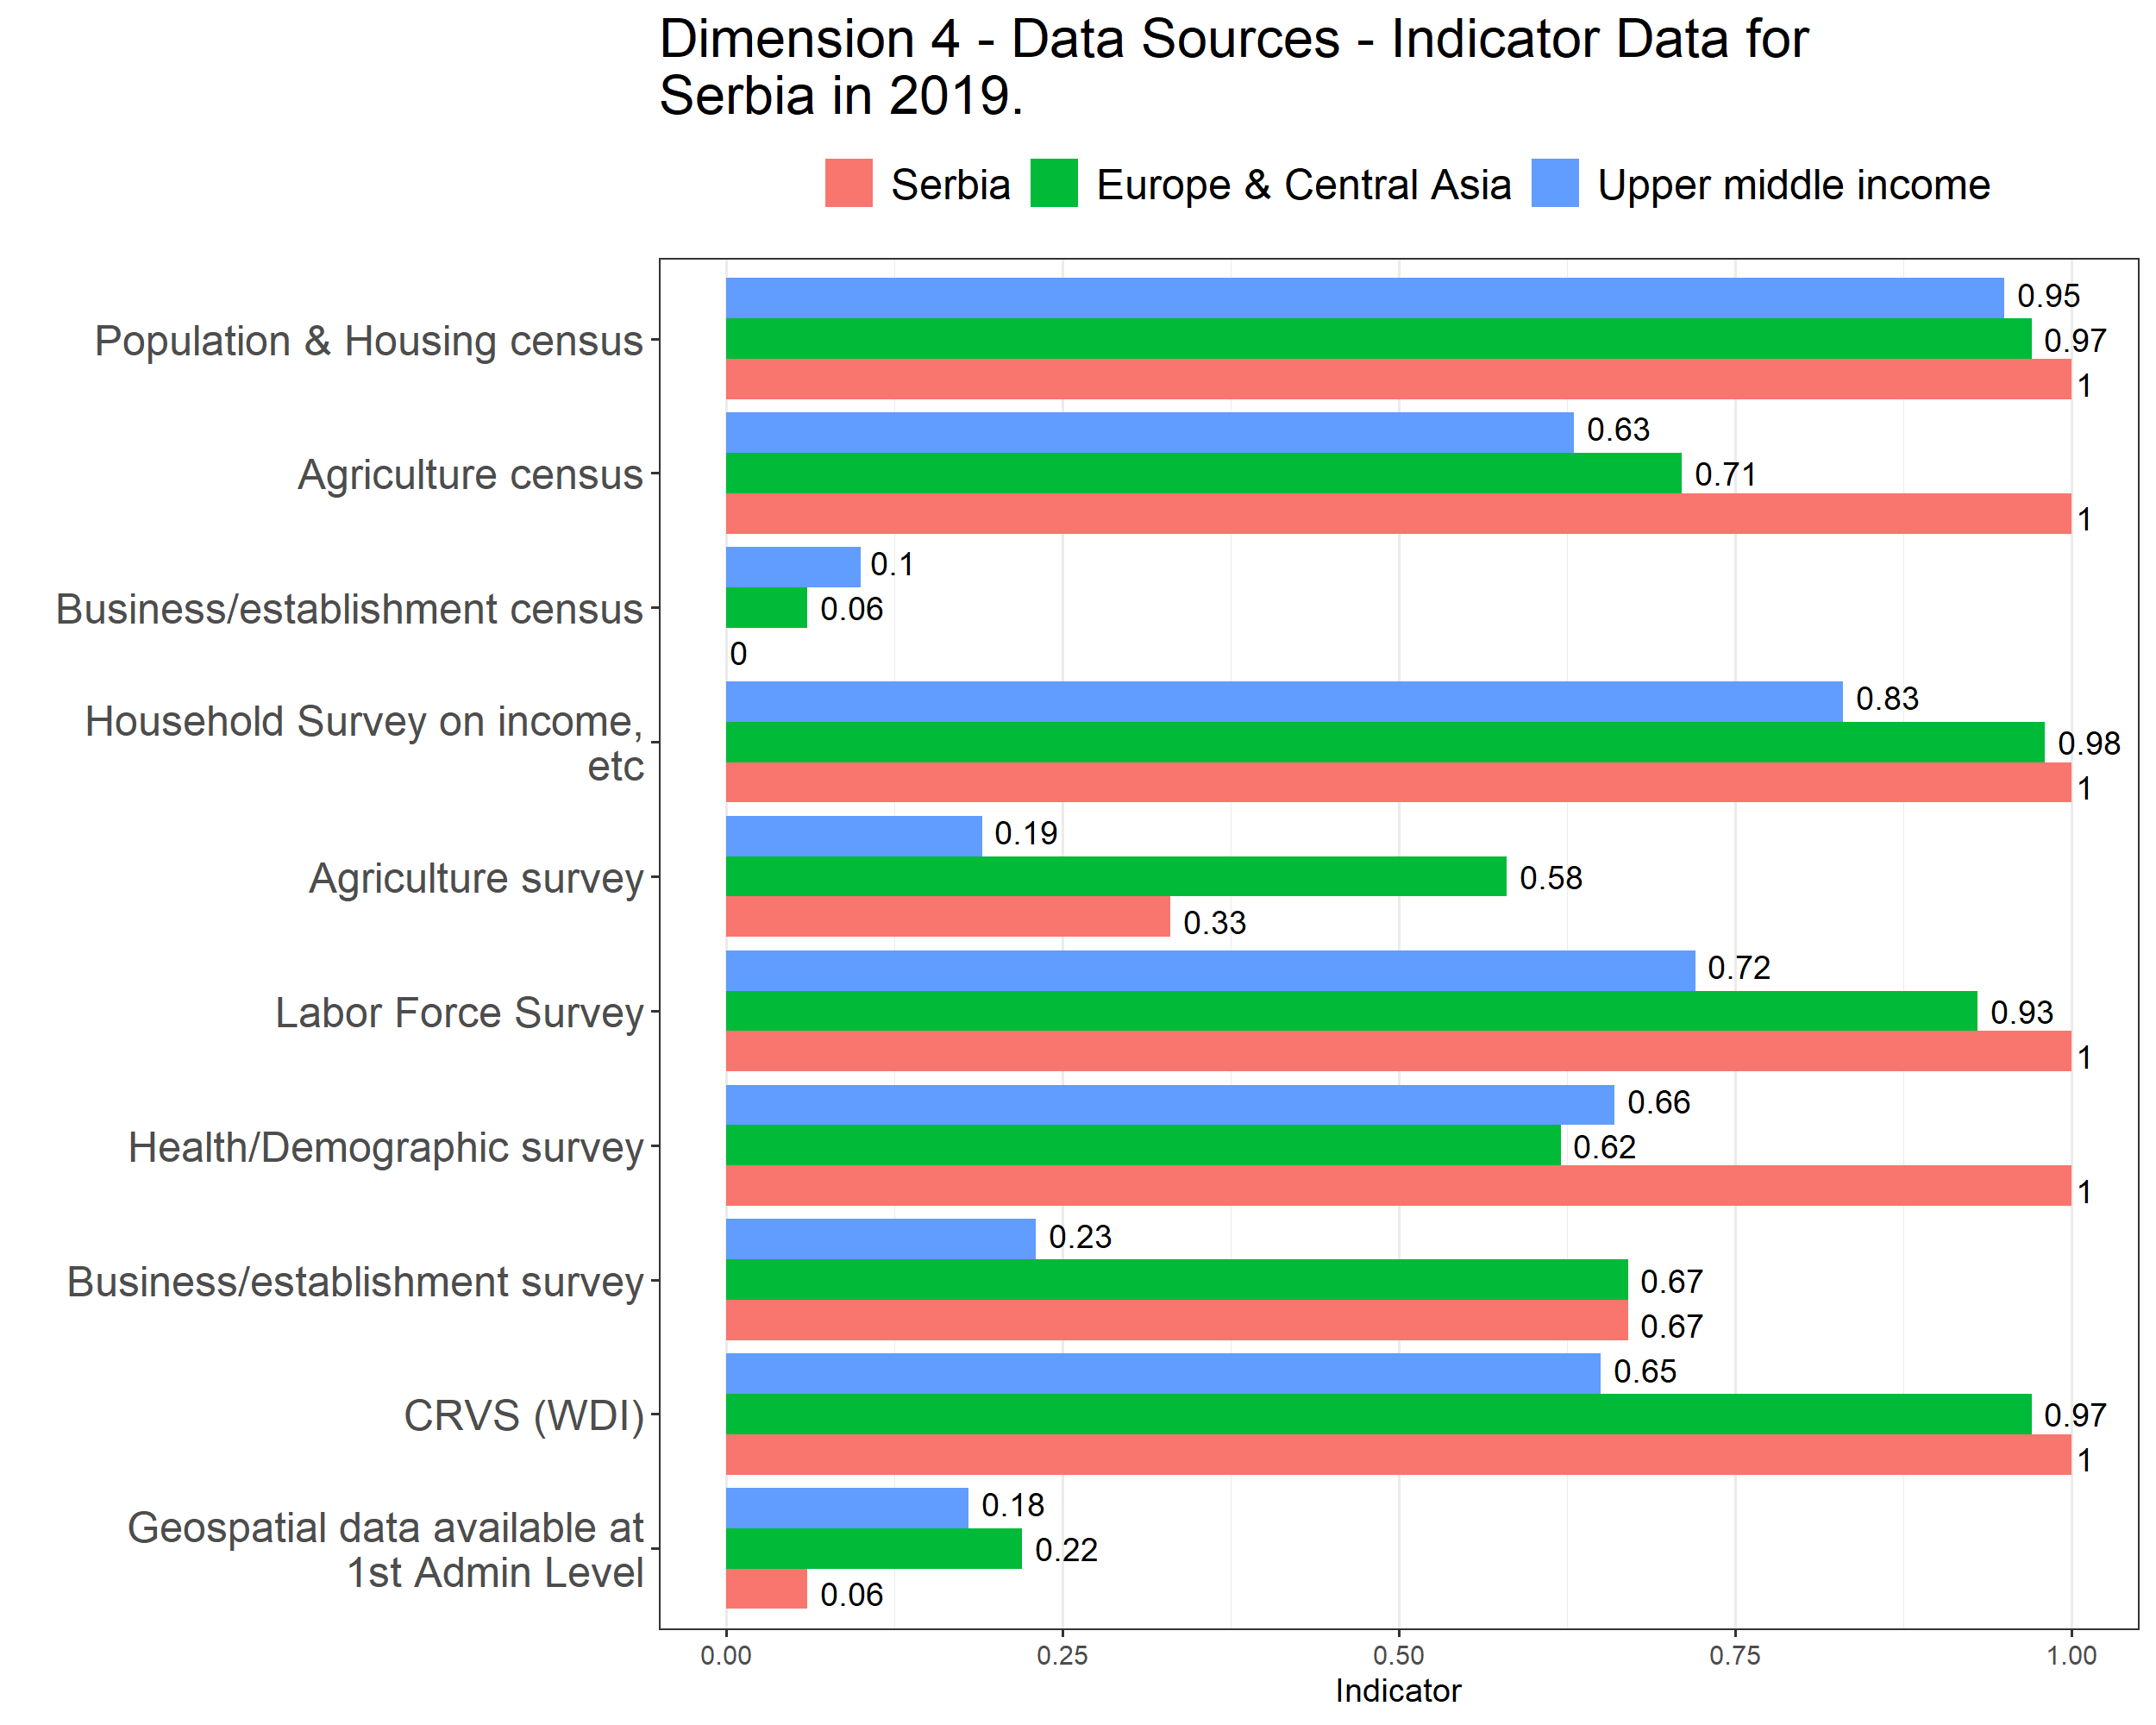 Dimension 4 - Data Sources - Indicator Data for
Serbia in 2019.
Serbia Europe & Central Asia Upper middle income
Population & Housing census
0.95
0.97
1
Agriculture census
0.63
0.71
1
Business/establishment census
0.1
0.06
0
Household Survey on income,
etc
0.83
0.98
1
Agriculture survey
0.19
0.58
0.33
Labor Force Survey
0.72
0.93
1
Health/Demographic survey
0.66
0.62
1
Business/establishment survey
0.23
0.67
0.67
CRVS (WDI)
0.65
0.97
1
Geospatial data available at
1st Admin Level
0.18
0.22
0.06
0.00 0.25 0.50 0.75 1.00
Indicator